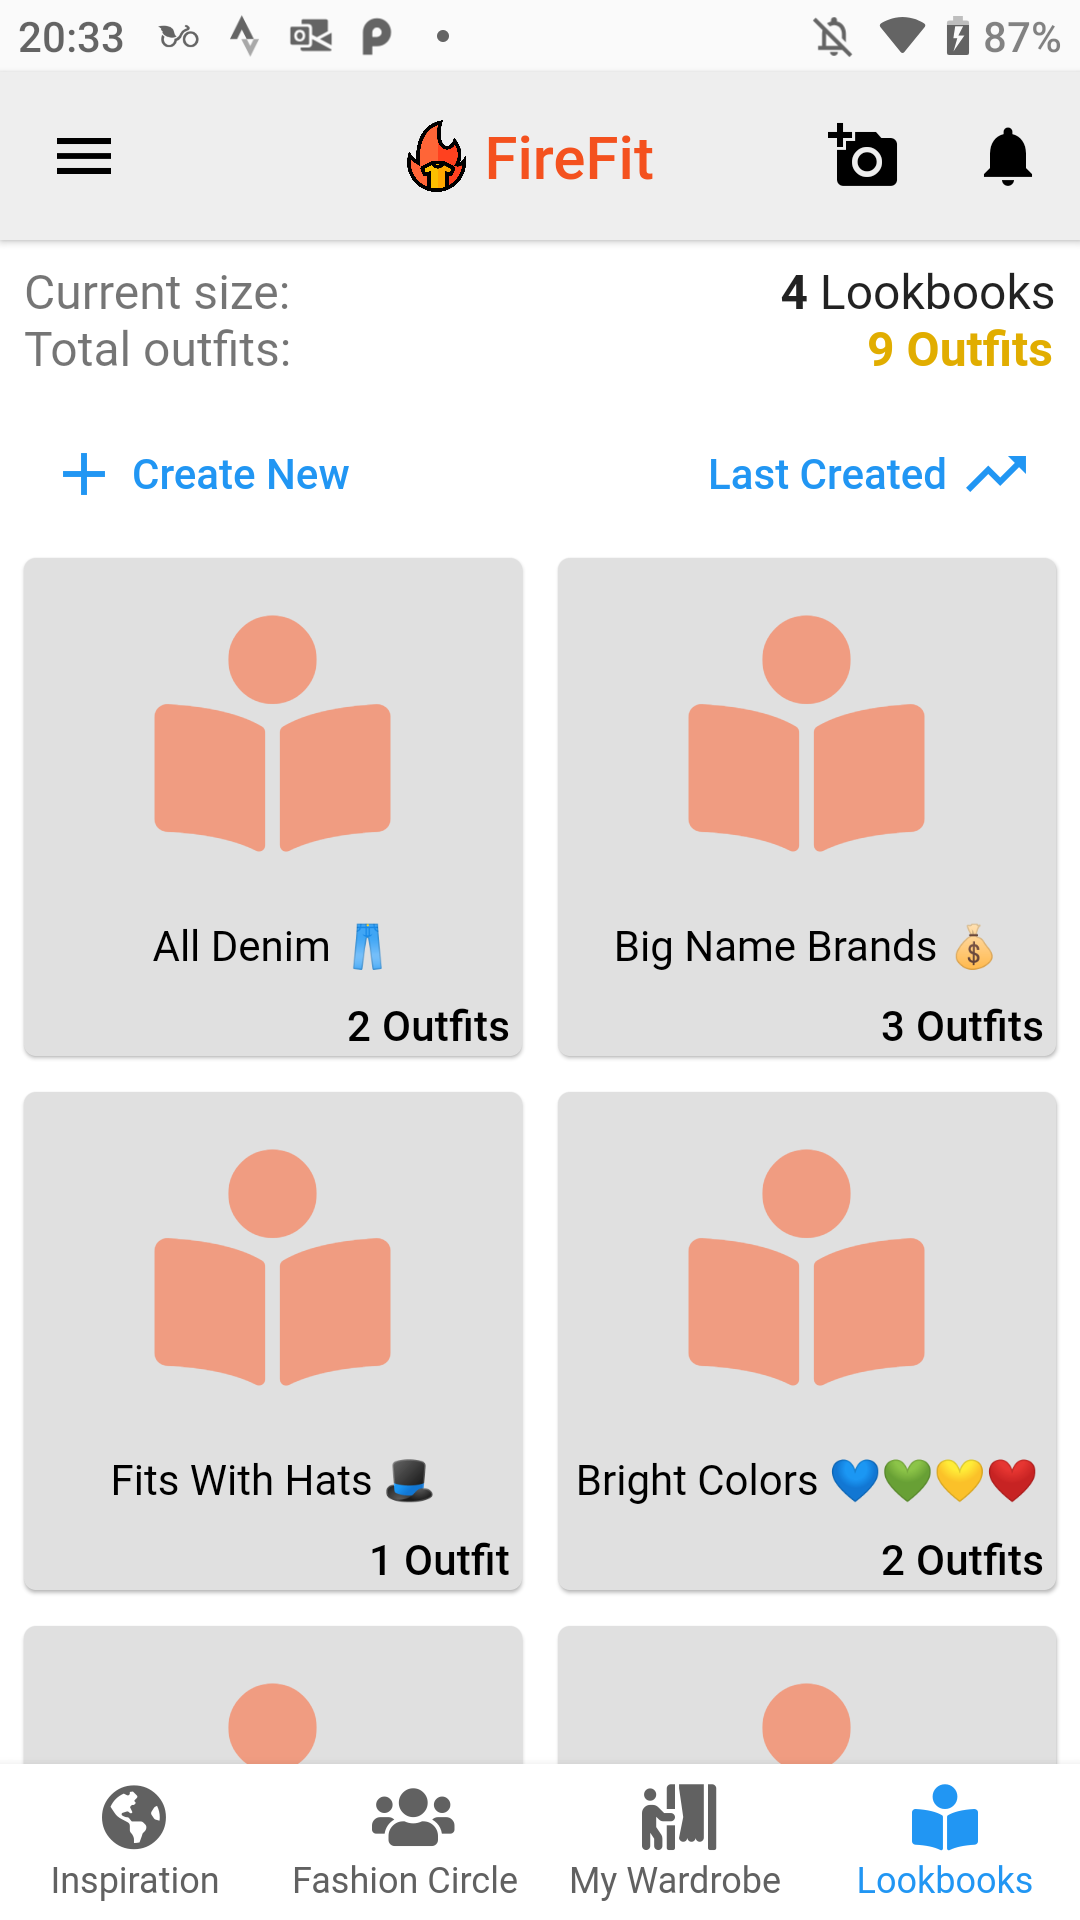 20:33
87%
FireFit
Current size:
4 Lookbooks
Total outfits:
9 Outfits
Create New
Last Created
All Denim 👖
2 Outfits
Big Name Brands 💰
3 Outfits
Fits With Hats 🎩
1 Outfit
Bright Colors 💙💚💛❤️
2 Outfits
Inspiration
Fashion Circle
My Wardrobe
Lookbooks